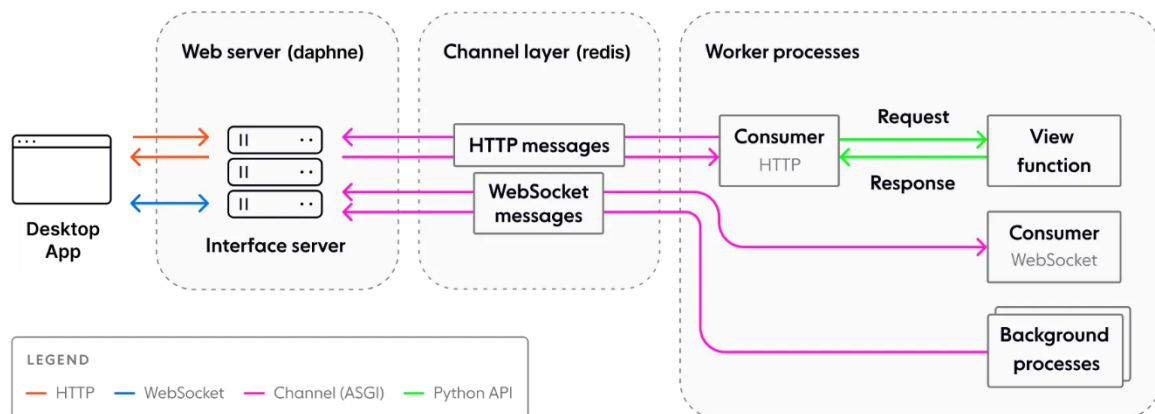 Web server (daphne)
Channel layer (redis)
Worker processes
HTTP messages
Consumer
HTTP
Request
Response
View
function
WebSocket
messages
Desktop
App
Interface server
Consumer
WebSocket
Background
processes
LEGEND
HTTP
WebSocket
Channel (ASGI)
Python API